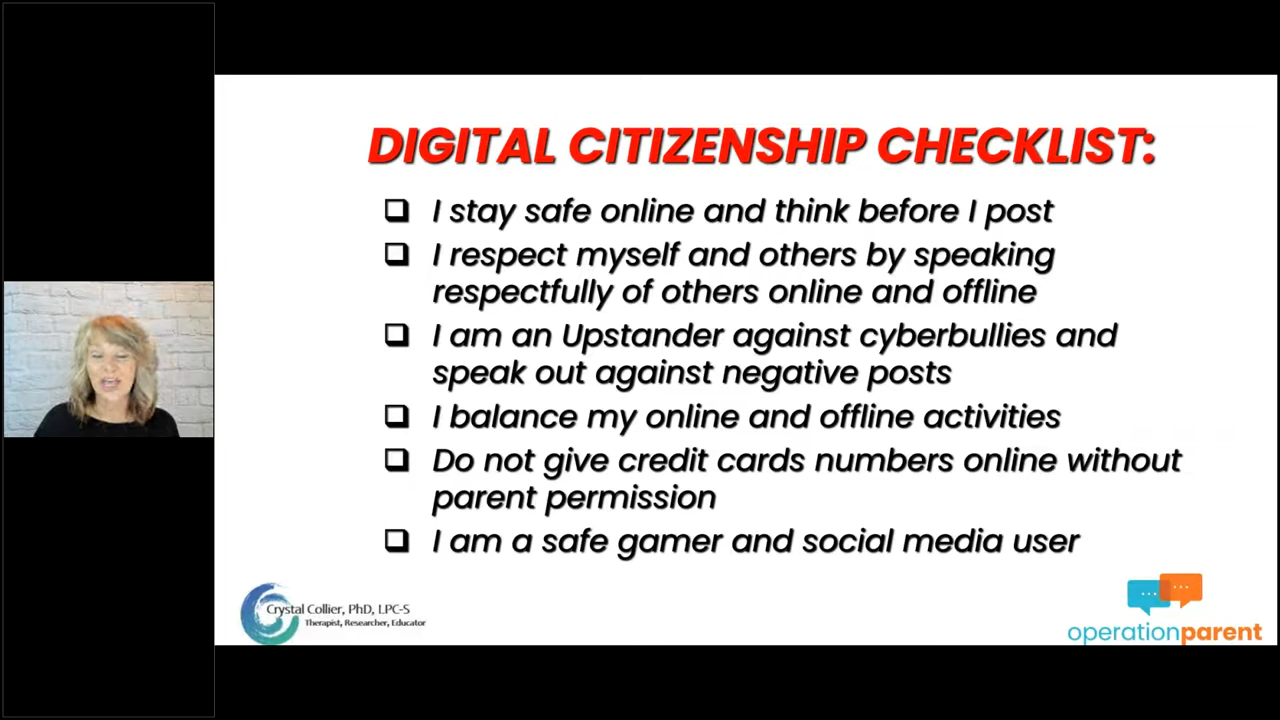 DIGITAL CITIZENSHIP CHECKLIST:
I stay safe online and think before I post
I respect myself and others by speaking
respectfully of others online and offline
I am an Upstander against cyberbullies and
speak out against negative posts
I balance my online and offline activities
Do not give credit cards numbers online without
parent permission
I am a safe gamer and social media user
Crystal Collier, PhD, LPC-S
Therapist, Researcher, Educator
operationparent